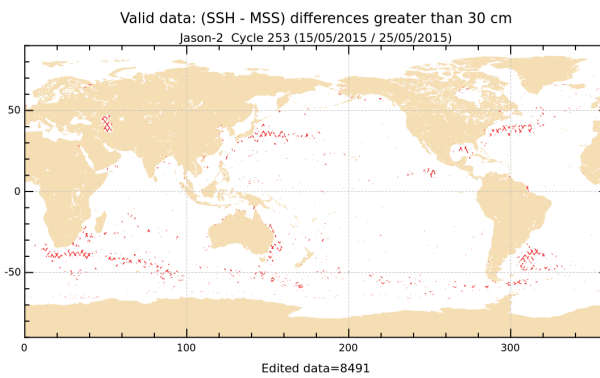 Valid data: (SSH - MSS) differences greater than 30 cm
Jason-2  Cycle 253 (15/05/2015 / 25/05/2015)
50
0
-50
0 100 200 300
Edited data=8491